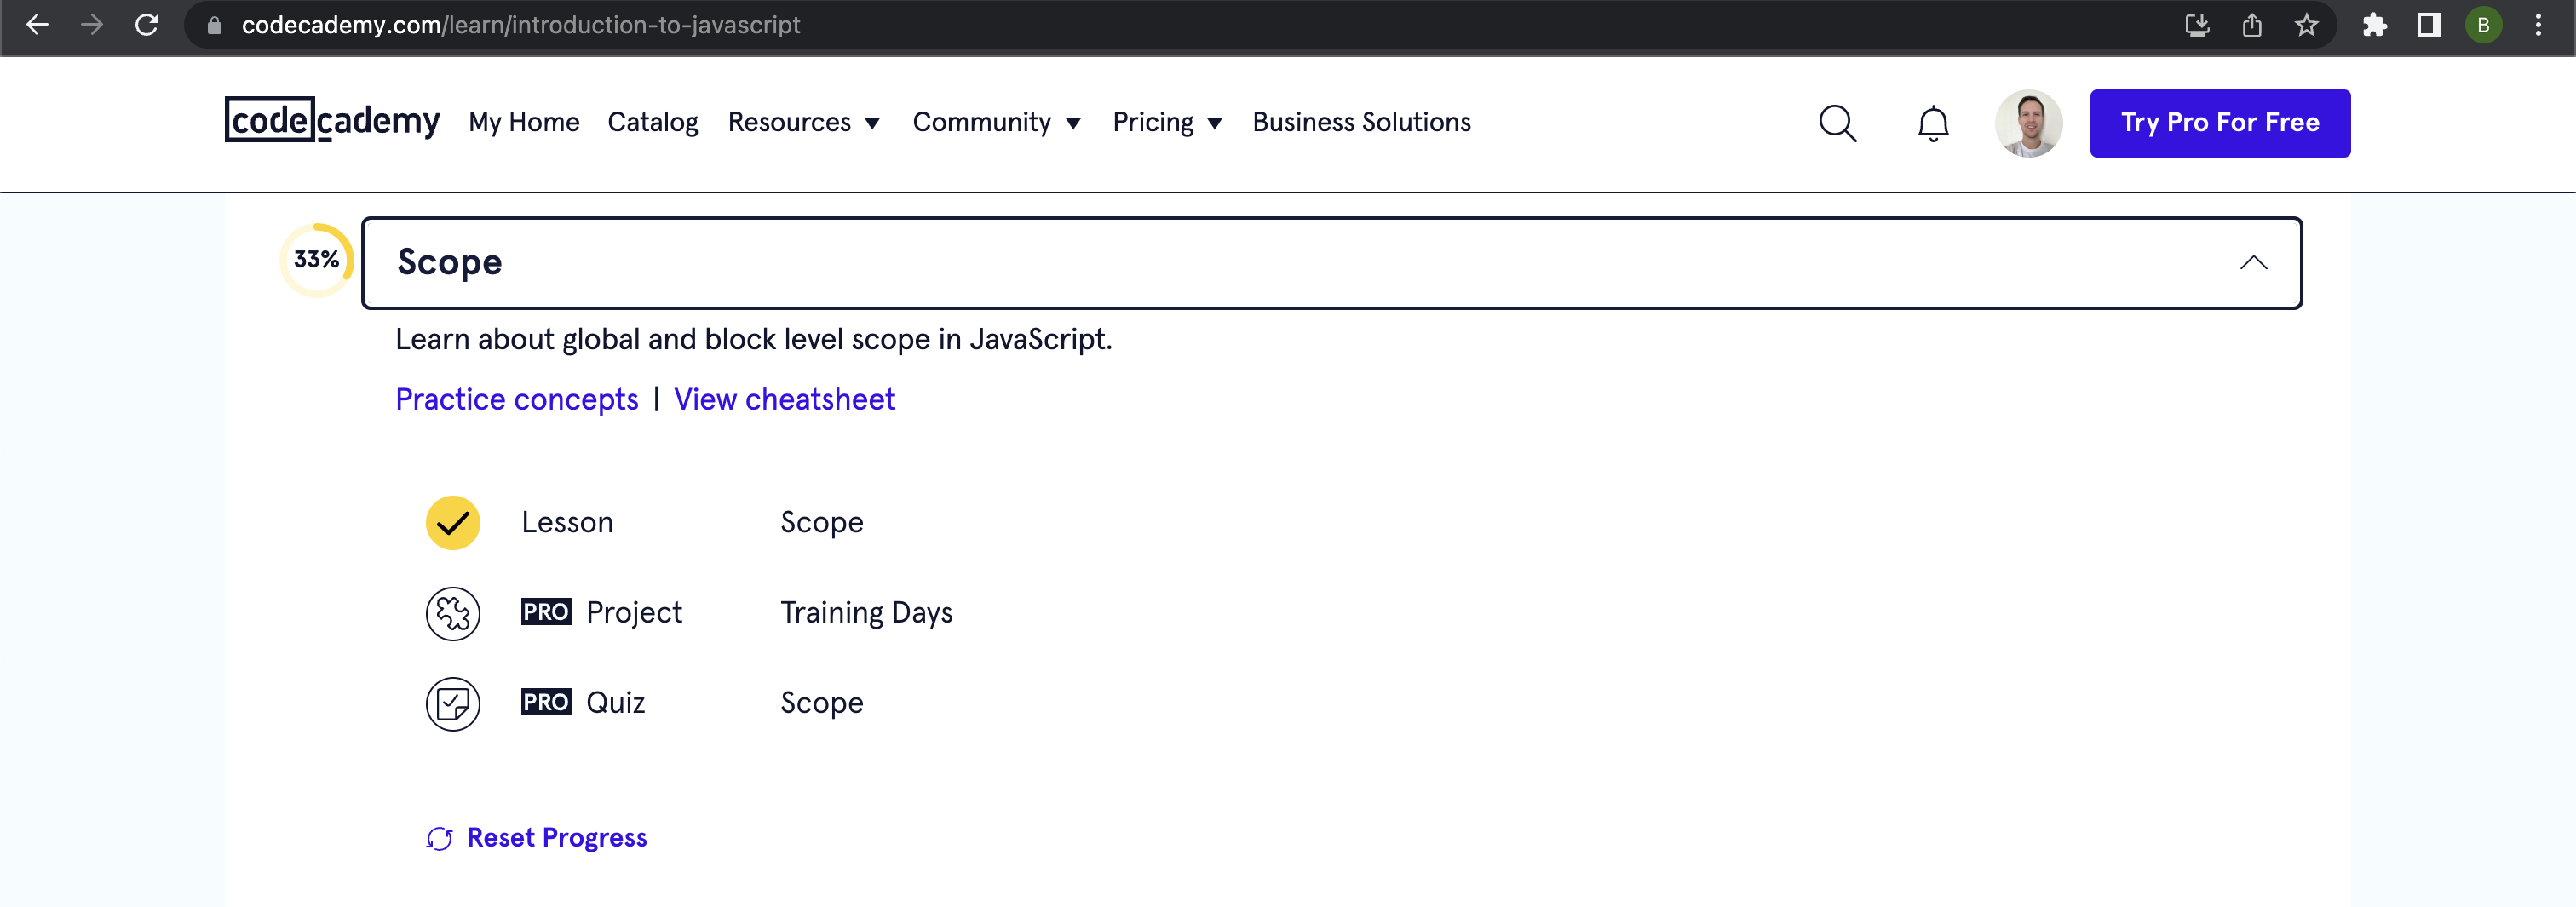 codecademy.com/learn/introduction-to-javascript B
codecademy My Home Catalog Resources Community Pricing Business Solutions Try Pro For Free
33% Scope
Learn about global and block level scope in JavaScript.
Practice concepts | View cheatsheet
Lesson Scope
PRO Project Training Days
PRO Quiz Scope
Reset Progress